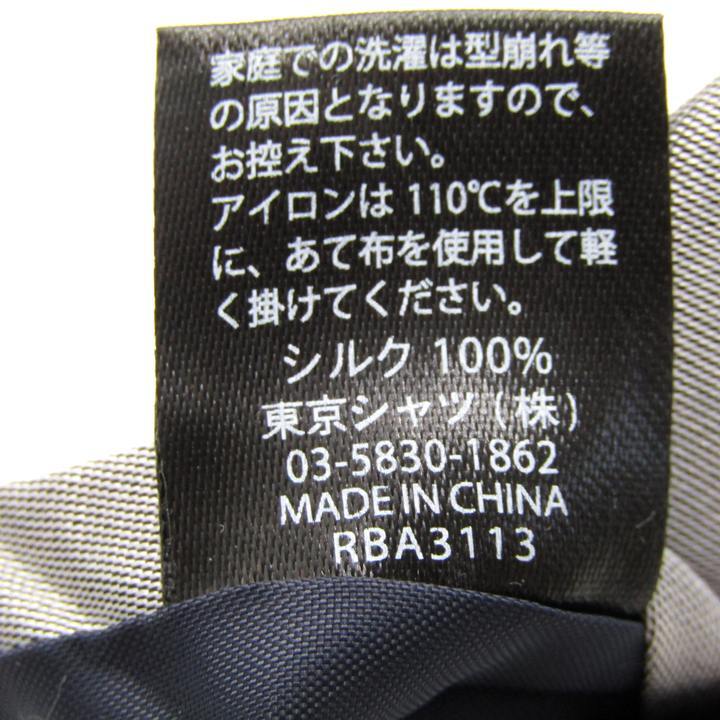 家庭での洗濯は型崩れ等
の原因となりますので、
お控え下さい。
アイロンは 110℃を上限
に、あて布を使用して軽
く掛けてください。
シルク 100%
東京シャツ（株）
03-5830-1862
MADE IN CHINA
RBA3113